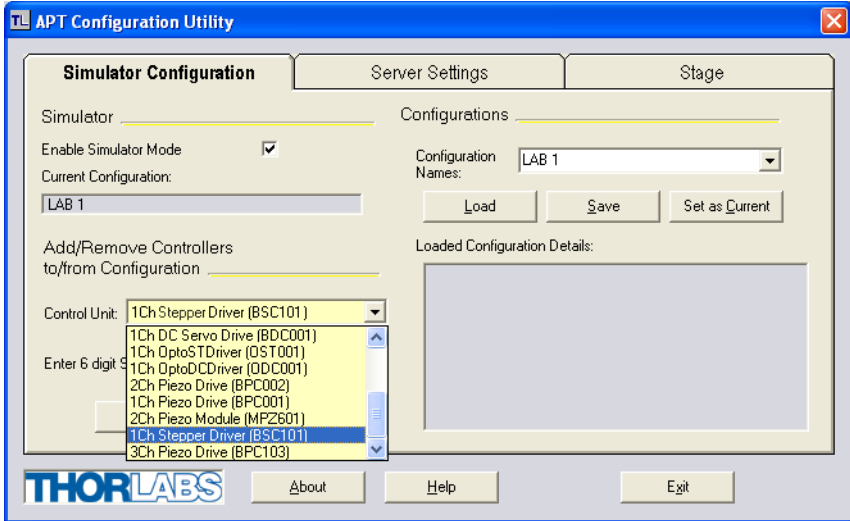 TL APT Configuration Utility
Simulator Configuration
Server Settings
Stage
Simulator
Enable Simulator Mode
Current Configuration:
LAB 1
Add/Remove Controllers
to/from Configuration
Control Unit: 1Ch Stepper Driver (BSC101)
1Ch DC Servo Drive (BDC001)
1Ch OptoSTDriver (OST001)
1Ch OptoDCDriver (ODC001)
2Ch Piezo Drive (BPC002)
1Ch Piezo Drive (BPC001)
2Ch Piezo Module (MPZ601)
1Ch Stepper Driver (BSC101)
3Ch Piezo Drive (BPC103)
Enter 6 digit S
Configurations
Configuration
Names:
LAB 1
Load
Save
Set as Current
Loaded Configuration Details:
THORLABS
About
Help
Exit